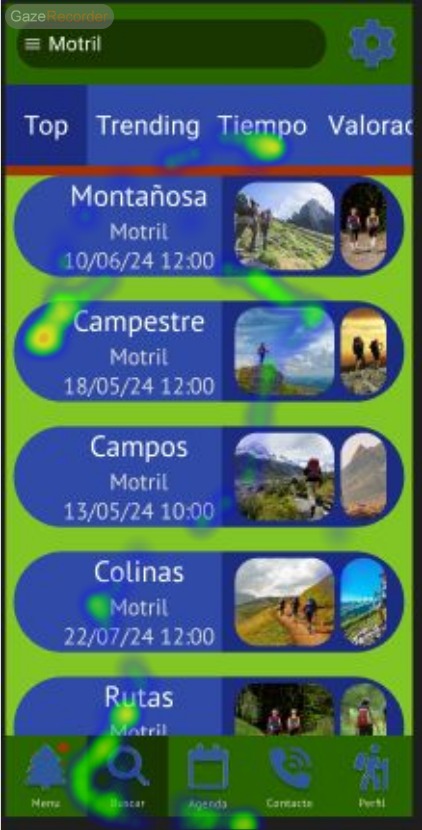 GazeRecorder
≡ Motril
Top Trending Tiempo Valorac
Montañosa
Motril
10/06/24 12:00
Campestre
Motril
18/05/24 12:00
Campos
Motril
13/05/24 10:00
Colinas
Motril
22/07/24 12:00
Rutas
Motril
Menu Buscar Agenda Contacto Perfil